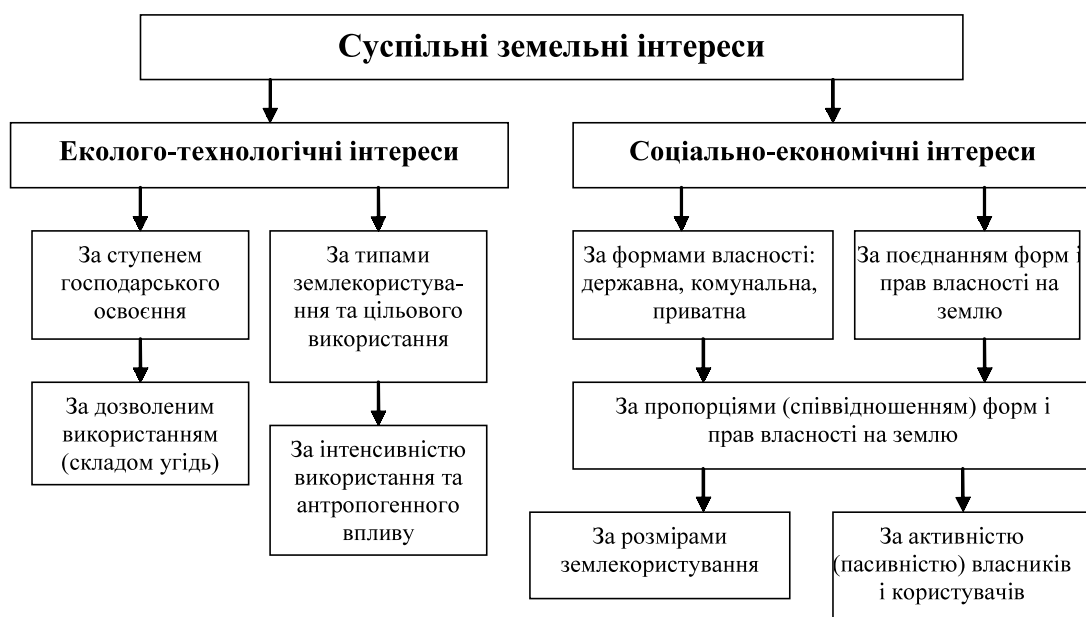 Суспільні земельні інтереси
Еколого-технологічні інтереси
Соціально-економічні інтереси
За ступенем
господарського
освоєння
За типами
землекористува-
ння та цільового
використання
За формами власності:
державна, комунальна,
приватна
За поєднанням форм і
прав власності на
землю
За дозволеним
використанням
(складом угідь)
За інтенсивністю
використання та
антропогенного
впливу
За пропорціями (співвідношенням) форм і
прав власності на землю
За розмірами
землекористування
За активністю
(пасивністю) власників
і користувачів